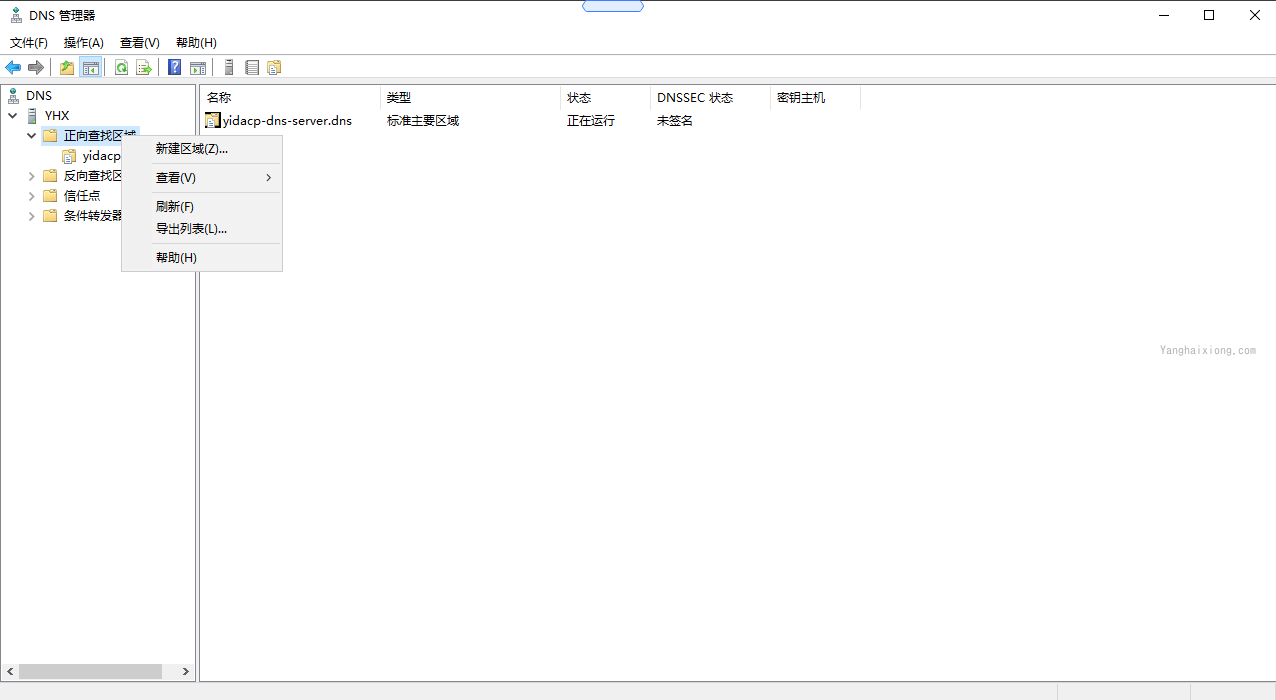 DNS 管理器
文件(F) 操作(A) 查看(V) 帮助(H)
DNS
YHX
正向查找区域
yidacp
反向查找区
信任点
条件转发器
新建区域(Z)...
查看(V)
刷新(F)
导出列表(L)...
帮助(H)
名称 类型 状态 DNSSEC 状态 密钥主机
yidacp-dns-server.dns 标准主要区域 正在运行 未签名
Yanghaixiong.com